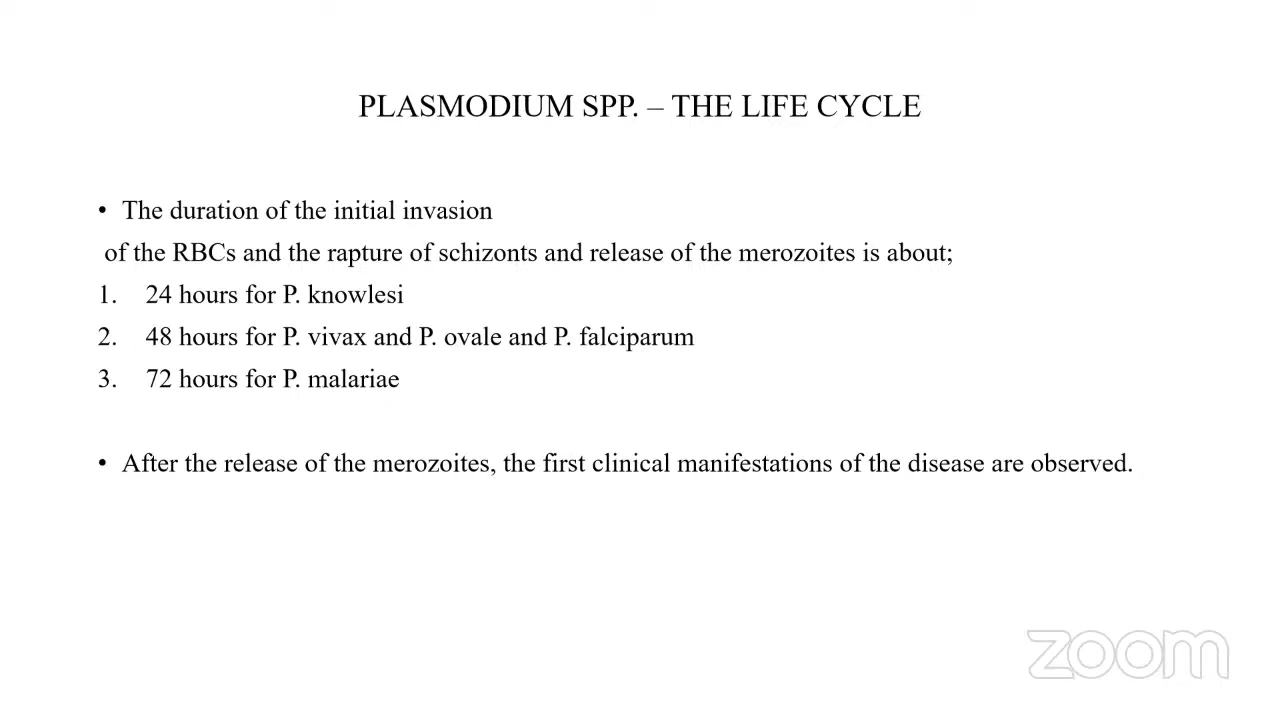 PLASMODIUM SPP. – THE LIFE CYCLE
• The duration of the initial invasion
of the RBCs and the rapture of schizonts and release of the merozoites is about;
1. 24 hours for P. knowlesi
2. 48 hours for P. vivax and P. ovale and P. falciparum
3. 72 hours for P. malariae
• After the release of the merozoites, the first clinical manifestations of the disease are observed.
zoom